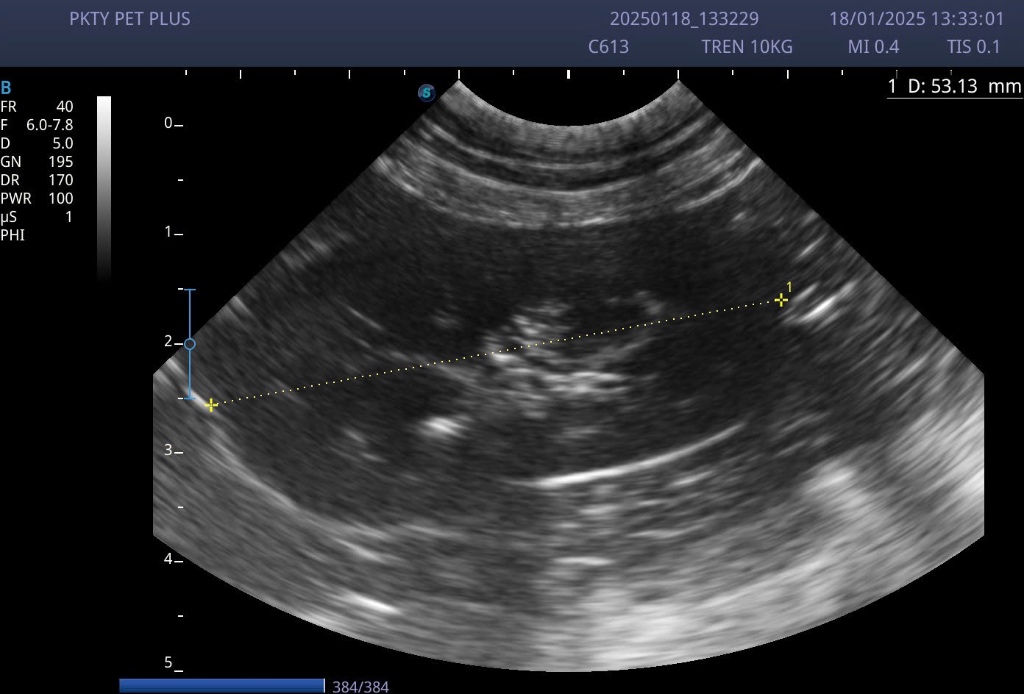 PKTY PET PLUS
20250118_133229
18/01/2025 13:33:01
C613
TREN 10KG
MI 0.4
TIS 0.1
B
FR 40
F 6.0-7.8
D 5.0
GN 195
DR 170
PWR 100
µS 1
PHI
S
1 D: 53.13 mm
0
1
2
3
4
5
1
384/384